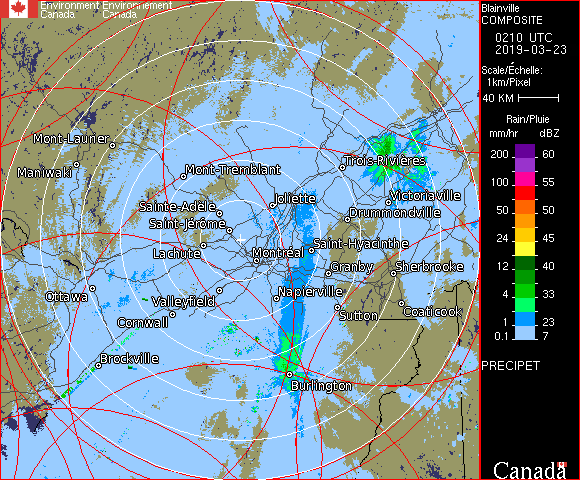 Environment Environnement
Canada Canada
Blainville
COMPOSITE
0210 UTC
2019-03-23
Scale/Échelle:
1km/Pixel
40 KM
Rain/Pluie
mm/hr dBZ
200 60
100 55
50 50
24 45
12 40
4 33
1 23
0.1 7
PRECIPET
Canada
Mont-Laurier
Maniwaki
Mont-Tremblant
Trois-Rivières
Joliette
Victoriaville
Sainte-Adèle
Drummondville
Saint-Jérôme
Lachute
Saint-Hyacinthe
Montréal
Granby
Sherbrooke
Ottawa
Valleyfield
Napierville
Sutton
Coaticook
Cornwall
Brockville
Burlington